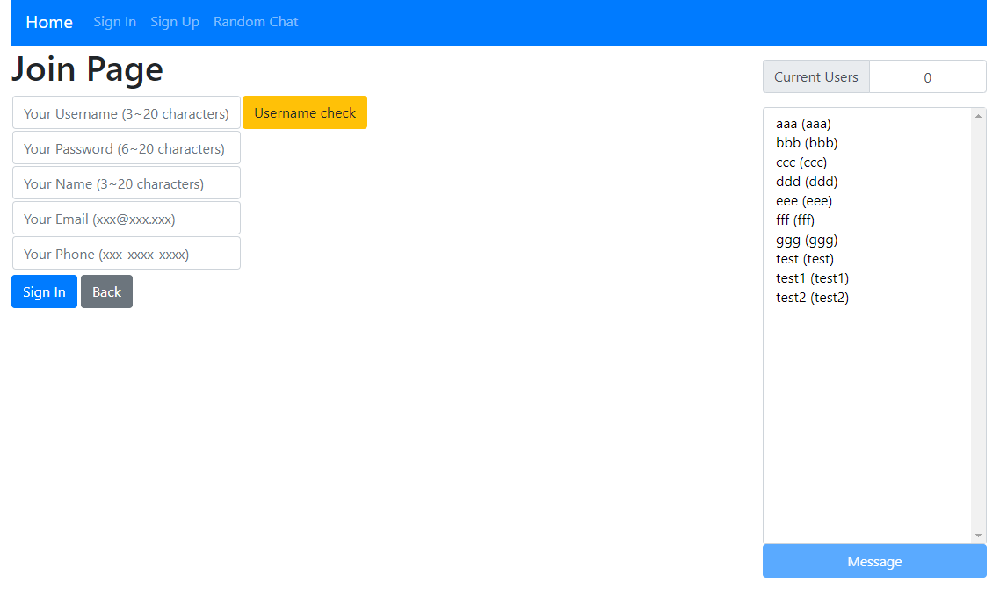 Home Sign In Sign Up Random Chat
Join Page
Your Username (3~20 characters) Username check
Your Password (6~20 characters)
Your Name (3~20 characters)
Your Email (xxx@xxx.xxx)
Your Phone (xxx-xxxx-xxxx)
Sign In Back
Current Users 0
aaa (aaa)
bbb (bbb)
ccc (ccc)
ddd (ddd)
eee (eee)
fff (fff)
ggg (ggg)
test (test)
test1 (test1)
test2 (test2)
Message